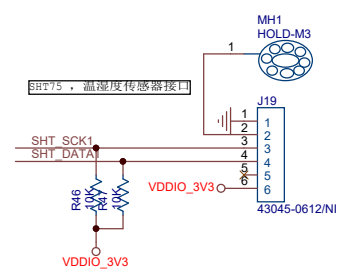 MH1
HOLD-M3
1
SHT75 ，温湿度传感器接口
J19
1 1
2 2
SHT_SCK1 3 3
SHT_DATA1 4 4
5 5
VDDIO_3V3 6 6
R46 10K R47 10K
43045-0612/NI
VDDIO_3V3